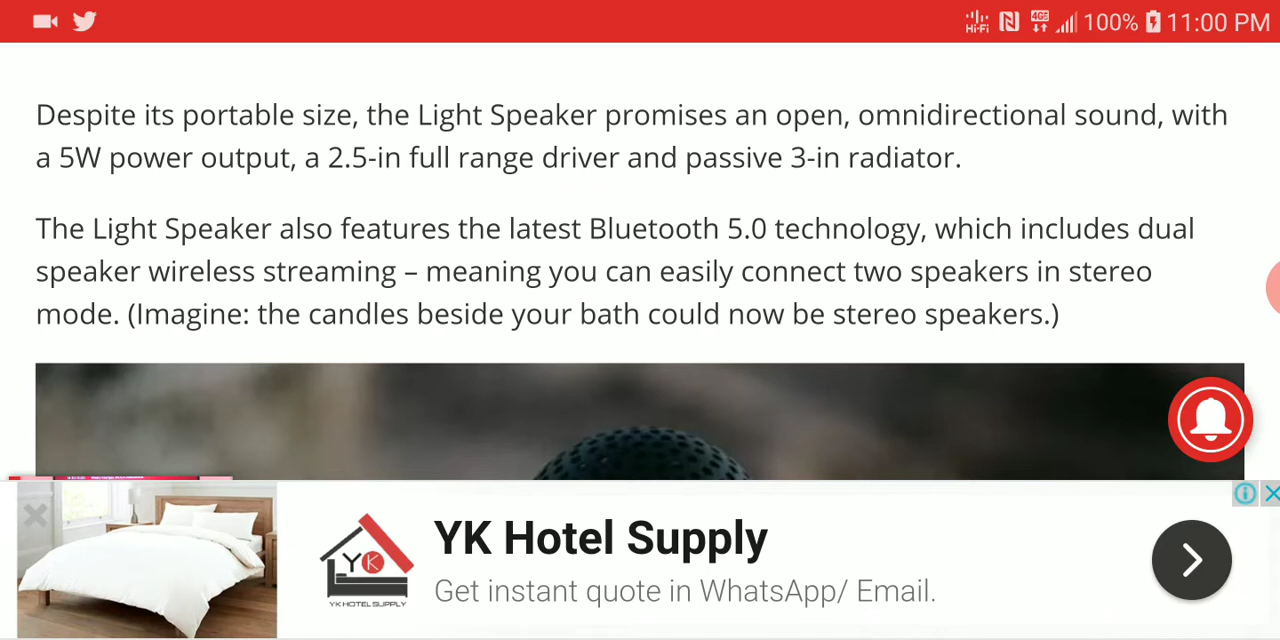 Hi-Fi 4GE 100% 11:00 PM
Despite its portable size, the Light Speaker promises an open, omnidirectional sound, with
a 5W power output, a 2.5-in full range driver and passive 3-in radiator.
The Light Speaker also features the latest Bluetooth 5.0 technology, which includes dual
speaker wireless streaming – meaning you can easily connect two speakers in stereo
mode. (Imagine: the candles beside your bath could now be stereo speakers.)
YK
YK HOTEL SUPPLY
YK Hotel Supply
Get instant quote in WhatsApp/ Email.